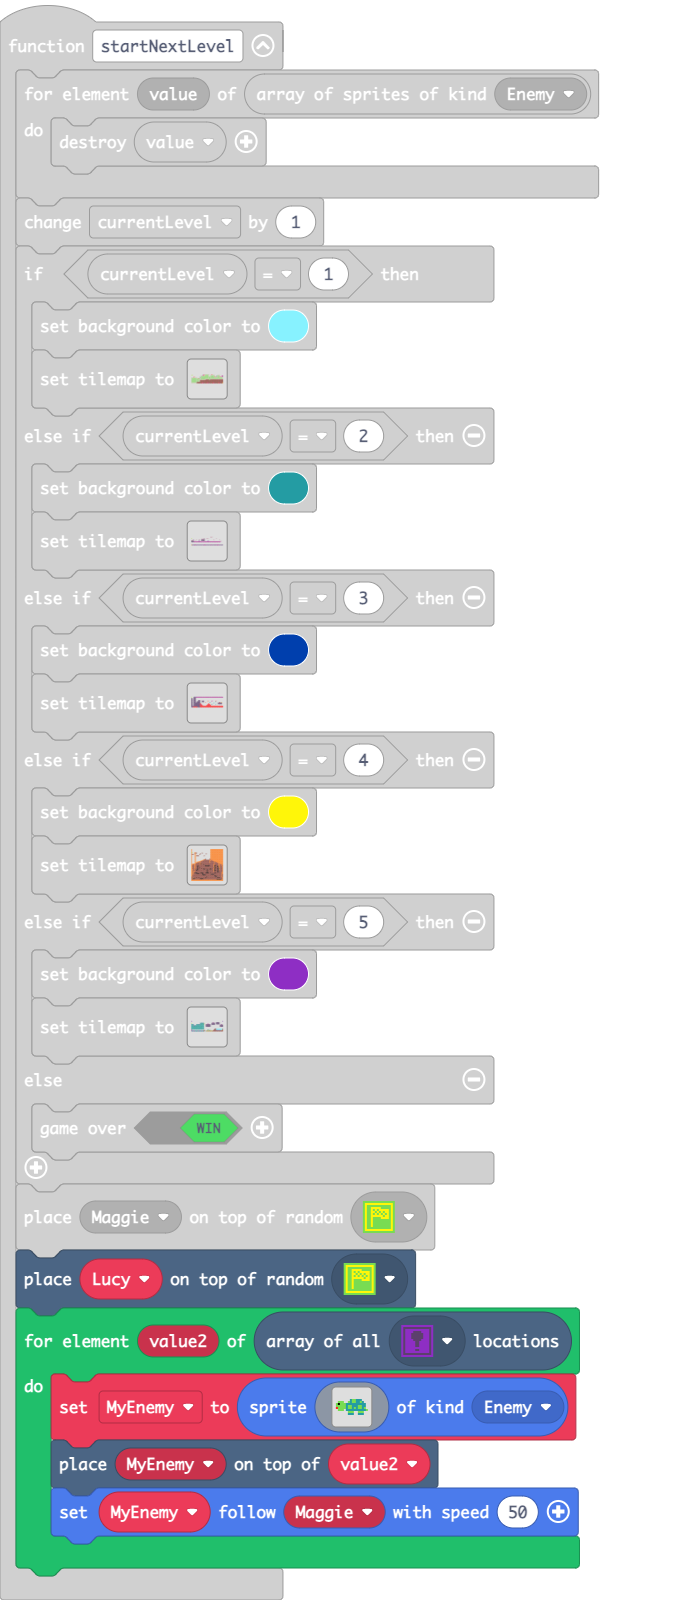 function startNextLevel
for element value of array of sprites of kind Enemy
do
destroy value
change currentLevel by 1
if currentLevel = 1 then
set background color to
set tilemap to
else if currentLevel = 2 then
set background color to
set tilemap to
else if currentLevel = 3 then
set background color to
set tilemap to
else if currentLevel = 4 then
set background color to
set tilemap to
else if currentLevel = 5 then
set background color to
set tilemap to
else
game over WIN
place Maggie on top of random
place Lucy on top of random
for element value2 of array of all locations
do
set MyEnemy to sprite of kind Enemy
place MyEnemy on top of value2
set MyEnemy follow Maggie with speed 50